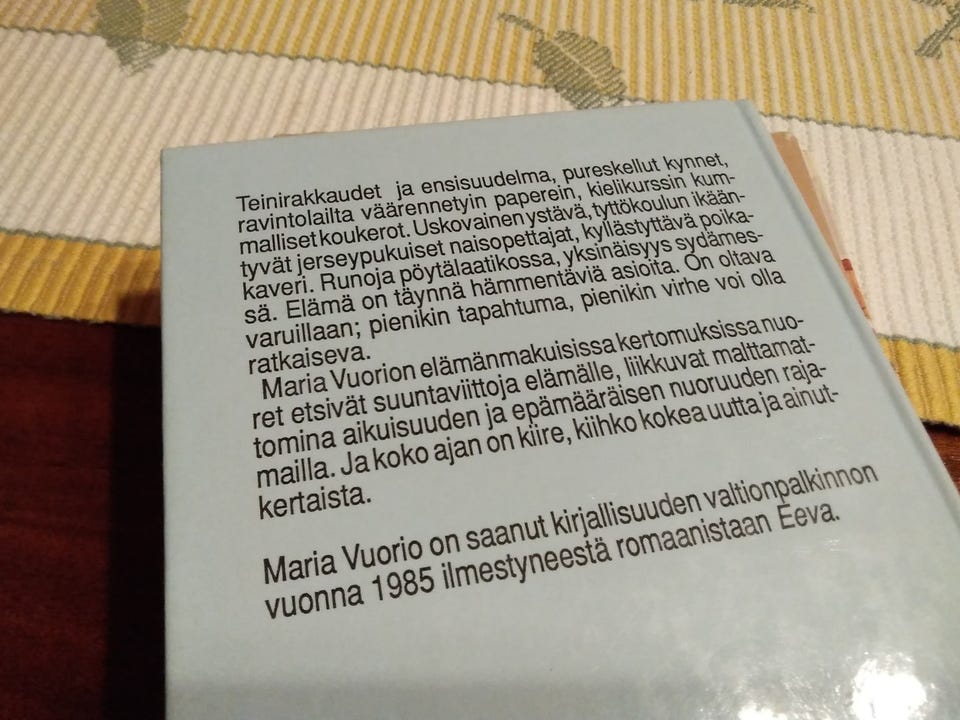 Teinirakkaudet ja ensisuudelma, pureskellut kynnet,
ravintolailta väärennetyin paperein, kielikurssin kum-
malliset koukerot. Uskovainen ystävä, tyttökoulun ikään-
tyvät jerseypukuiset naisopettajat, kyllästyttävä poika-
kaveri. Runoja pöytälaatikossa, yksinäisyys sydämes-
sä. Elämä on täynnä hämmentäviä asioita. On oltava
varuillaan; pienikin tapahtuma, pienikin virhe voi olla
ratkaiseva.
Maria Vuorion elämänmakuisissa kertomuksissa nuo-
ret etsivät suuntaviittoja elämälle, liikkuvat malttamat-
tomina aikuisuuden ja epämääräisen nuoruuden raja-
mailla. Ja koko ajan on kiire, kiihko kokea uutta ja ainut-
kertaista.
Maria Vuorio on saanut kirjallisuuden valtionpalkinnon
vuonna 1985 ilmestyneestä romaanistaan Eeva.